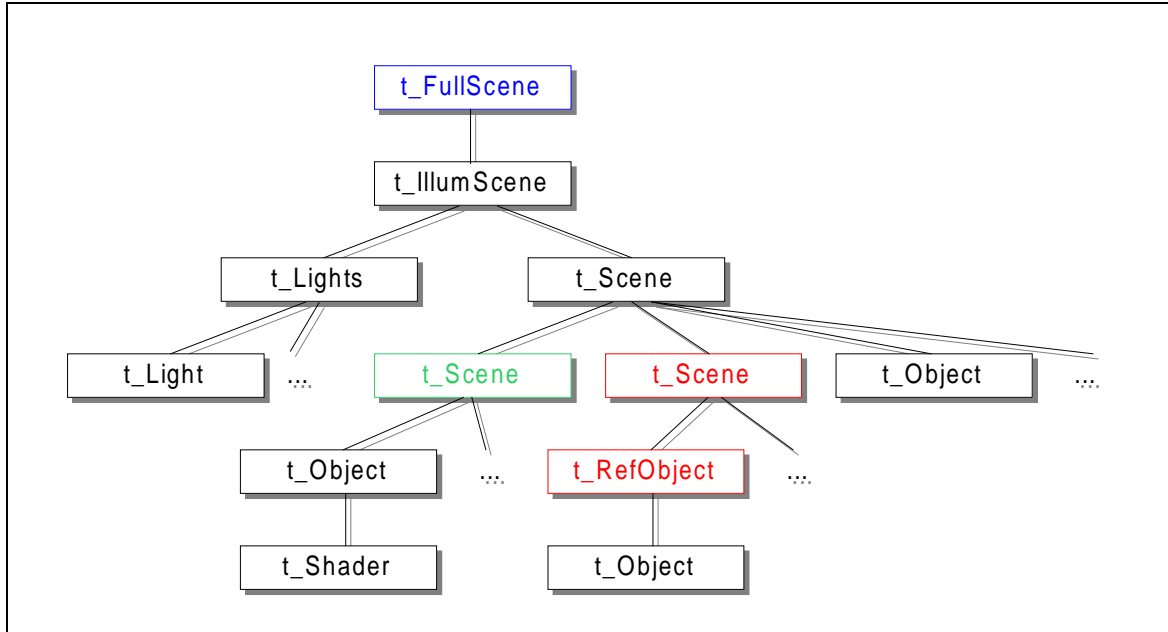 t_FullScene
t_IllumScene
t_Lights
t_Scene
t_Light
...
t_Scene
t_Scene
t_Object
...
t_Object
...
t_RefObject
...
t_Shader
t_Object